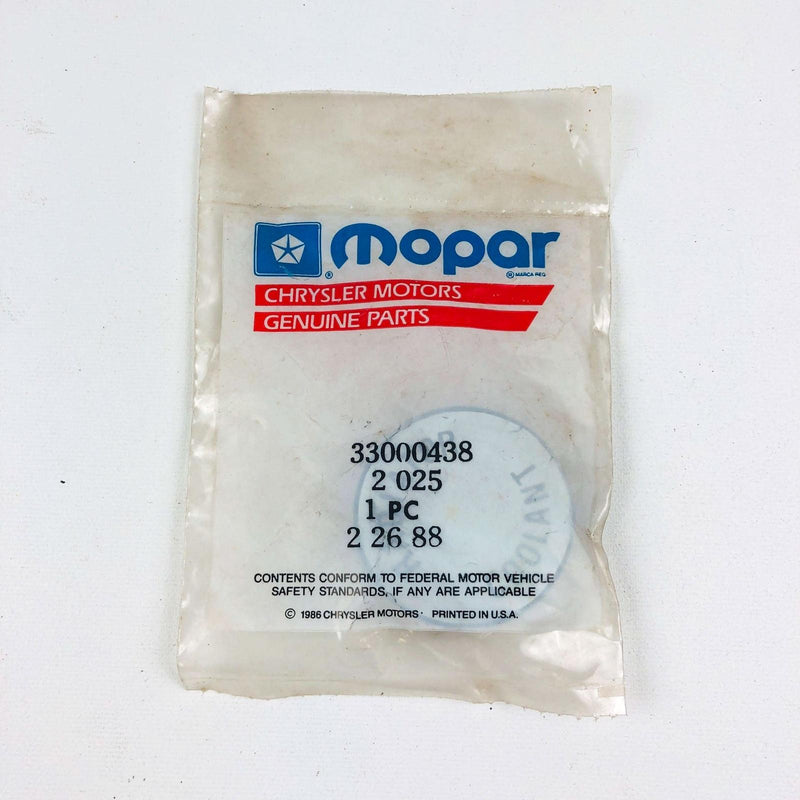 mopar
® ® MARCA REG
CHRYSLER MOTORS
GENUINE PARTS
33000438
2 025
1 PC
2 26 88
CONTENTS CONFORM TO FEDERAL MOTOR VEHICLE
SAFETY STANDARDS, IF ANY ARE APPLICABLE
© 1986 CHRYSLER MOTORS · PRINTED IN U.S.A.